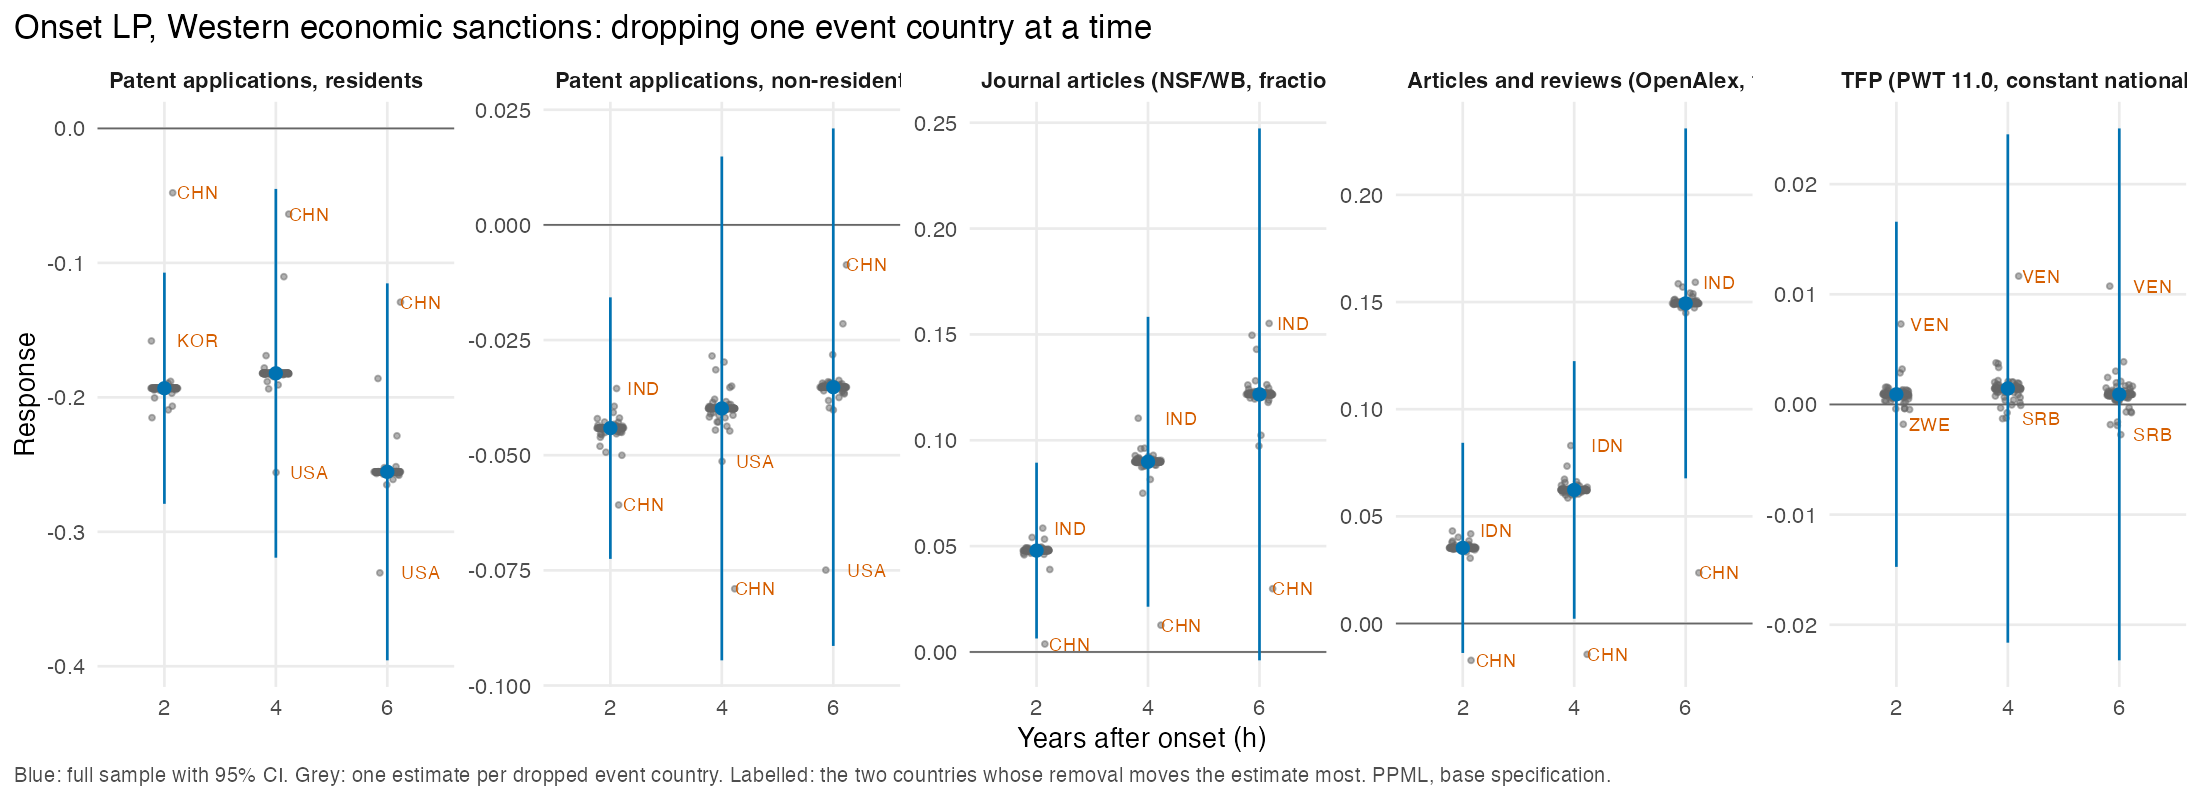 Onset LP, Western economic sanctions: dropping one event country at a time
Patent applications, residents
Patent applications, non-resident
Journal articles (NSF/WB, fractio
Articles and reviews (OpenAlex,
TFP (PWT 11.0, constant national
Response
0.0
-0.1
-0.2
-0.3
-0.4
CHN
KOR
CHN
USA
CHN
USA
2
4
6
0.025
0.000
-0.025
-0.050
-0.075
-0.100
IND
CHN
USA
CHN
CHN
USA
2
4
6
0.25
0.20
0.15
0.10
0.05
0.00
IND
CHN
IND
CHN
IND
CHN
2
4
6
0.20
0.15
0.10
0.05
0.00
IDN
CHN
IDN
CHN
IND
CHN
2
4
6
0.02
0.01
0.00
-0.01
-0.02
VEN
ZWE
VEN
SRB
VEN
SRB
2
4
6
Years after onset (h)
Blue: full sample with 95% CI. Grey: one estimate per dropped event country. Labelled: the two countries whose removal moves the estimate most. PPML, base specification.